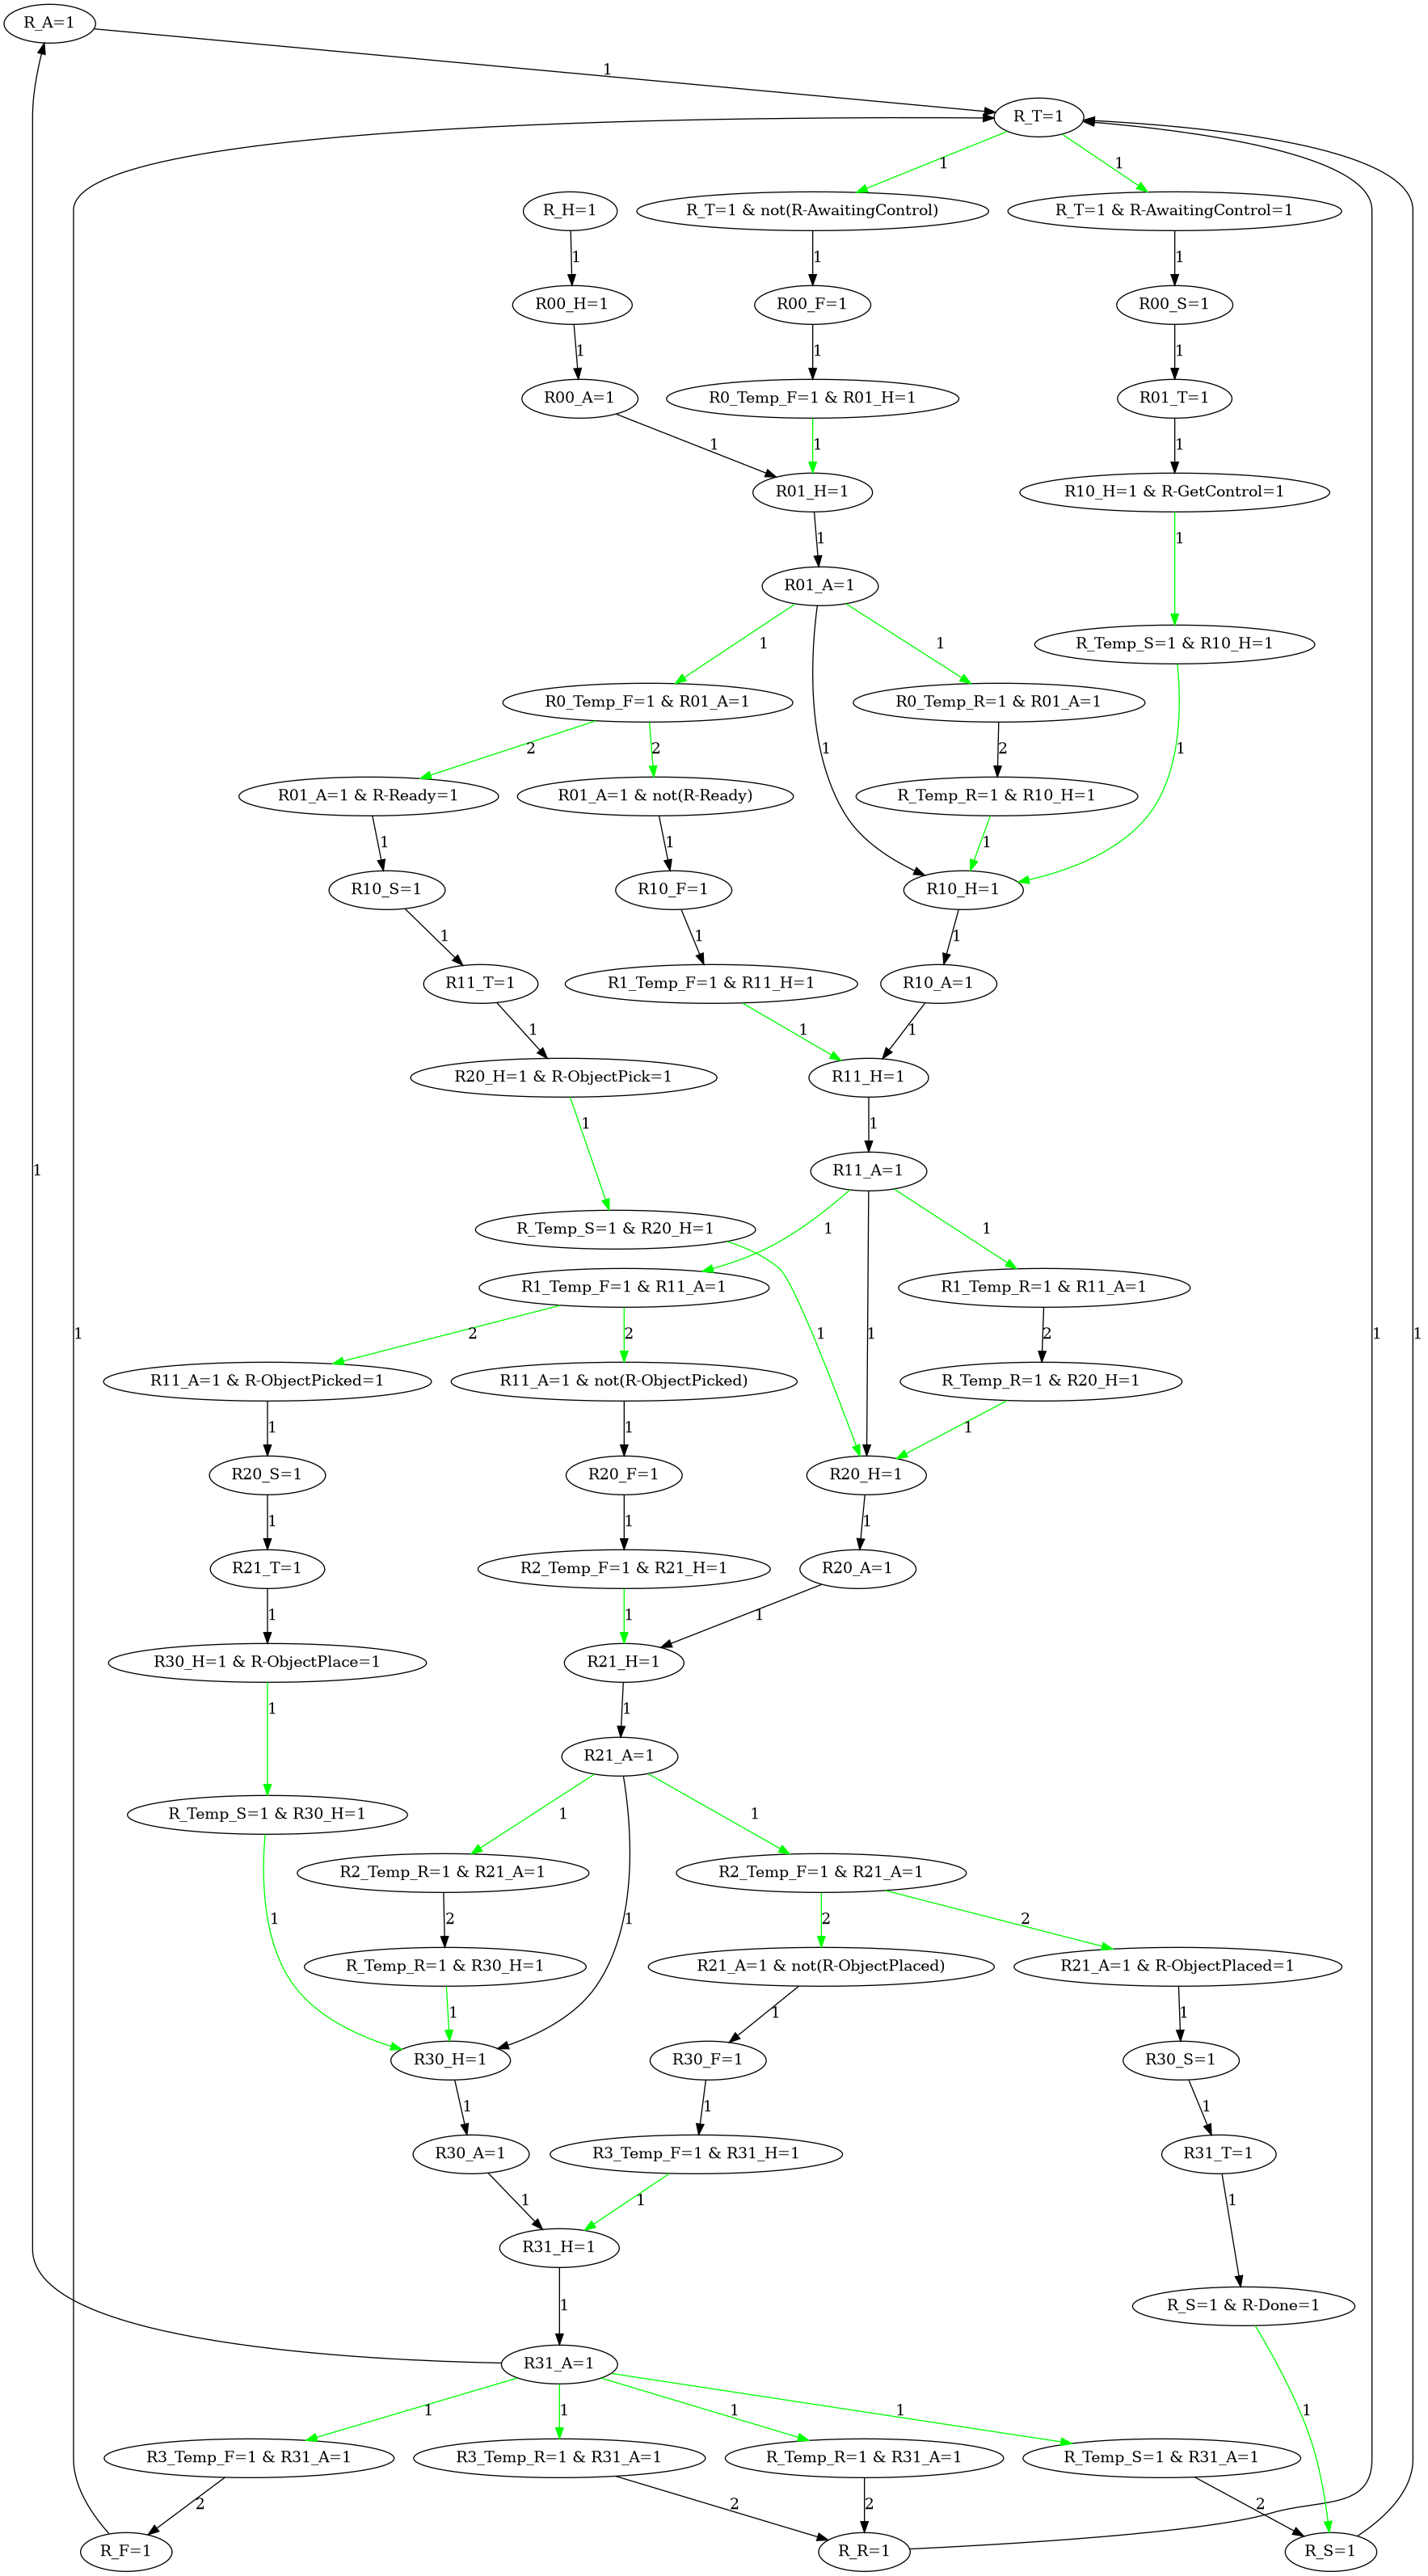 R_A=1
1
R_T=1
1
1
R_H=1
R_T=1 & not(R-AwaitingControl)
R_T=1 & R-AwaitingControl=1
1
1
1
R00_H=1
R00_F=1
R00_S=1
1
1
1
R00_A=1
R0_Temp_F=1 & R01_H=1
R01_T=1
1
1
1
R01_H=1
R10_H=1 & R-GetControl=1
1
1
R01_A=1
R_Temp_S=1 & R10_H=1
1
1
R0_Temp_F=1 & R01_A=1
R0_Temp_R=1 & R01_A=1
2
2
1
2
1
R01_A=1 & R-Ready=1
R01_A=1 & not(R-Ready)
R_Temp_R=1 & R10_H=1
1
1
1
R10_S=1
R10_F=1
R10_H=1
1
1
1
R11_T=1
R1_Temp_F=1 & R11_H=1
R10_A=1
1
1
1
R20_H=1 & R-ObjectPick=1
R11_H=1
1
1
1
R11_A=1
R_Temp_S=1 & R20_H=1
1
1
R1_Temp_F=1 & R11_A=1
R1_Temp_R=1 & R11_A=1
1
2
2
1
1
2
R11_A=1 & R-ObjectPicked=1
R11_A=1 & not(R-ObjectPicked)
R_Temp_R=1 & R20_H=1
1
1
1
R20_S=1
R20_F=1
R20_H=1
1
1
1
R21_T=1
R2_Temp_F=1 & R21_H=1
R20_A=1
1
1
1
R30_H=1 & R-ObjectPlace=1
R21_H=1
1
1
R21_A=1
R_Temp_S=1 & R30_H=1
1
1
R2_Temp_R=1 & R21_A=1
R2_Temp_F=1 & R21_A=1
1
2
1
2
2
R_Temp_R=1 & R30_H=1
R21_A=1 & not(R-ObjectPlaced)
R21_A=1 & R-ObjectPlaced=1
1
1
1
R30_H=1
R30_F=1
R30_S=1
1
1
1
R30_A=1
R3_Temp_F=1 & R31_H=1
R31_T=1
1
1
1
R31_H=1
R_S=1 & R-Done=1
1
R31_A=1
1
1
1
1
1
R3_Temp_F=1 & R31_A=1
R3_Temp_R=1 & R31_A=1
R_Temp_R=1 & R31_A=1
R_Temp_S=1 & R31_A=1
2
2
2
2
R_F=1
R_R=1
R_S=1